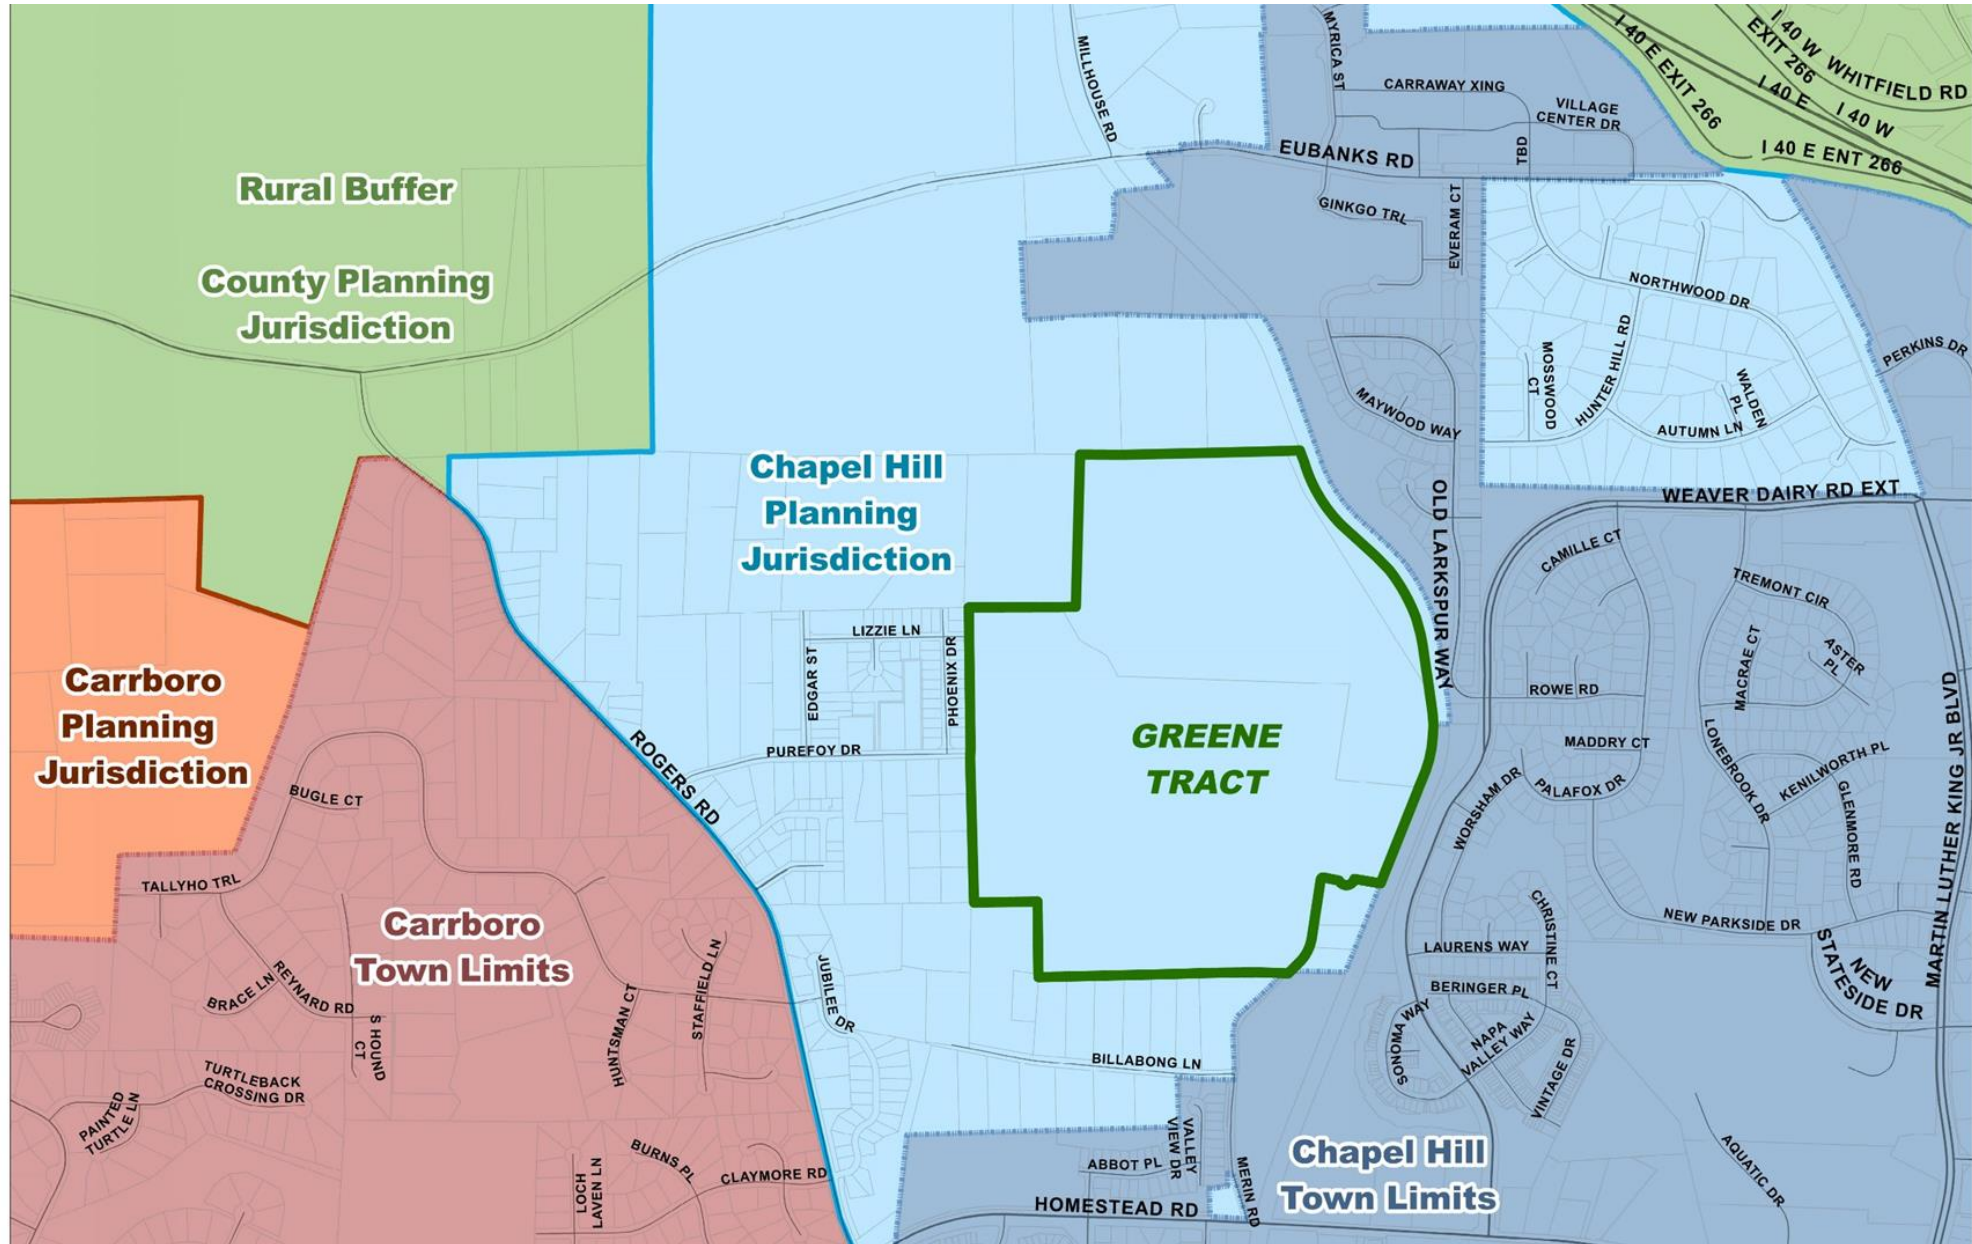 MYRICA ST
I 40 E EXIT 266
I 40 W
EXIT 266
WHITFIELD RD
I 40 E
I 40 W
I 40 E ENT 266
MILLHOUSE RD
CARRAWAY XING
VILLAGE
CENTER DR
TBD
EUBANKS RD
Rural Buffer
County Planning
Jurisdiction
GINKGO TRL
EVERAM CT
NORTHWOOD DR
HUNTER HILL RD
MOSSWOOD
CT
WALDEN
PL
AUTUMN LN
PERKINS DR
MAYWOOD WAY
Chapel Hill
Planning
Jurisdiction
WEAVER DAIRY RD EXT
OLD LARKSPUR WAY
CAMILLE CT
TREMONT CIR
MACRAE CT
ASTER
PL
LIZZIE LN
EDGAR ST
PHOENIX DR
PUREFOY DR
ROGERS RD
Carrboro
Planning
Jurisdiction
GREENE
TRACT
ROWE RD
MADDRY CT
PALAFOX DR
WORSHAM DR
LONEBROOK DR
KENILWORTH PL
GLENMORE RD
MARTIN LUTHER KING JR BLVD
BUGLE CT
TALLYHO TRL
Carrboro
Town Limits
BRACE LN
REYNARD RD
S HOUND
CT
HUNTSMAN CT
STAFFIELD LN
JUBILEE DR
CHRISTINE CT
NEW PARKSIDE DR
NEW
STATESIDE DR
LAURENS WAY
BERINGER PL
SONOMA WAY
NAPA
VALLEY WAY
VINTAGE DR
BILLABONG LN
TURTLEBACK
CROSSING DR
PAINTED
TURTLE LN
LOCH
LAVEN LN
BURNS PL
CLAYMORE RD
ABBOT PL
VALLEY
VIEW DR
MERIN RD
HOMESTEAD RD
Chapel Hill
Town Limits
AQUATIC DR